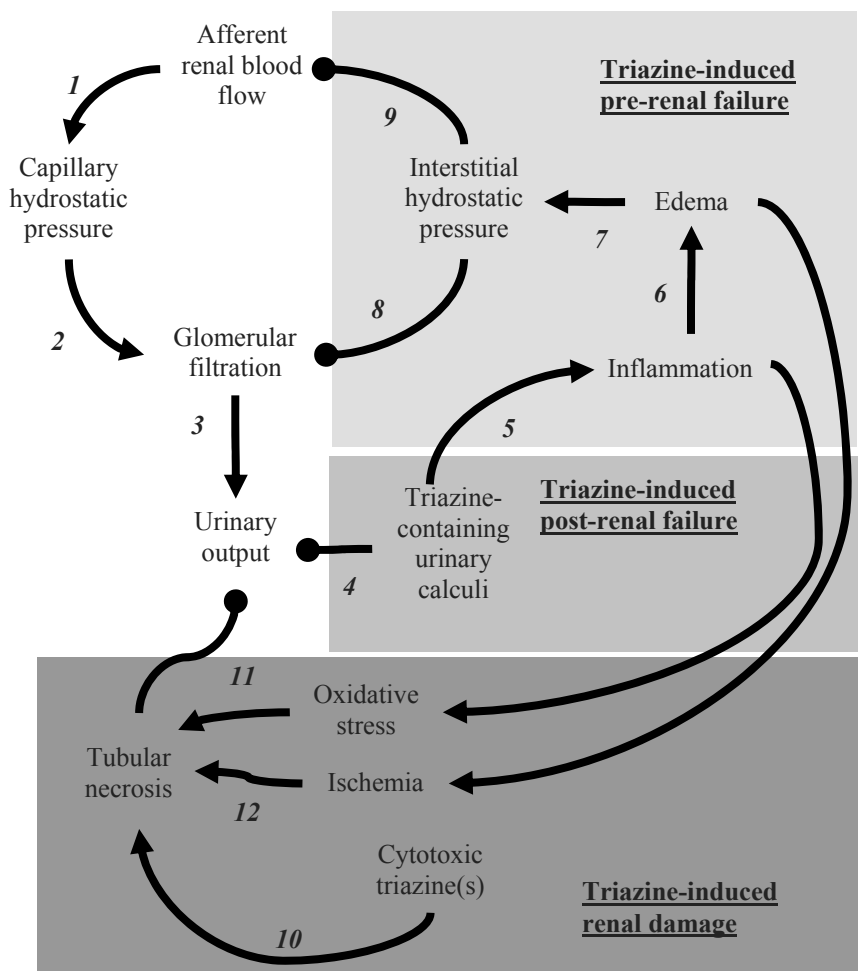 Afferent
renal blood
flow
1
9
Triazine-induced
pre-renal failure
Capillary
hydrostatic
pressure
Interstitial
hydrostatic
pressure
Edema
7
6
2
8
Glomerular
filtration
Inflammation
3
5
Urinary
output
Triazine-
containing
urinary
calculi
4
Triazine-induced
post-renal failure
11
Oxidative
stress
Tubular
necrosis
Ischemia
12
Cytotoxic
triazine(s)
10
Triazine-induced
renal damage